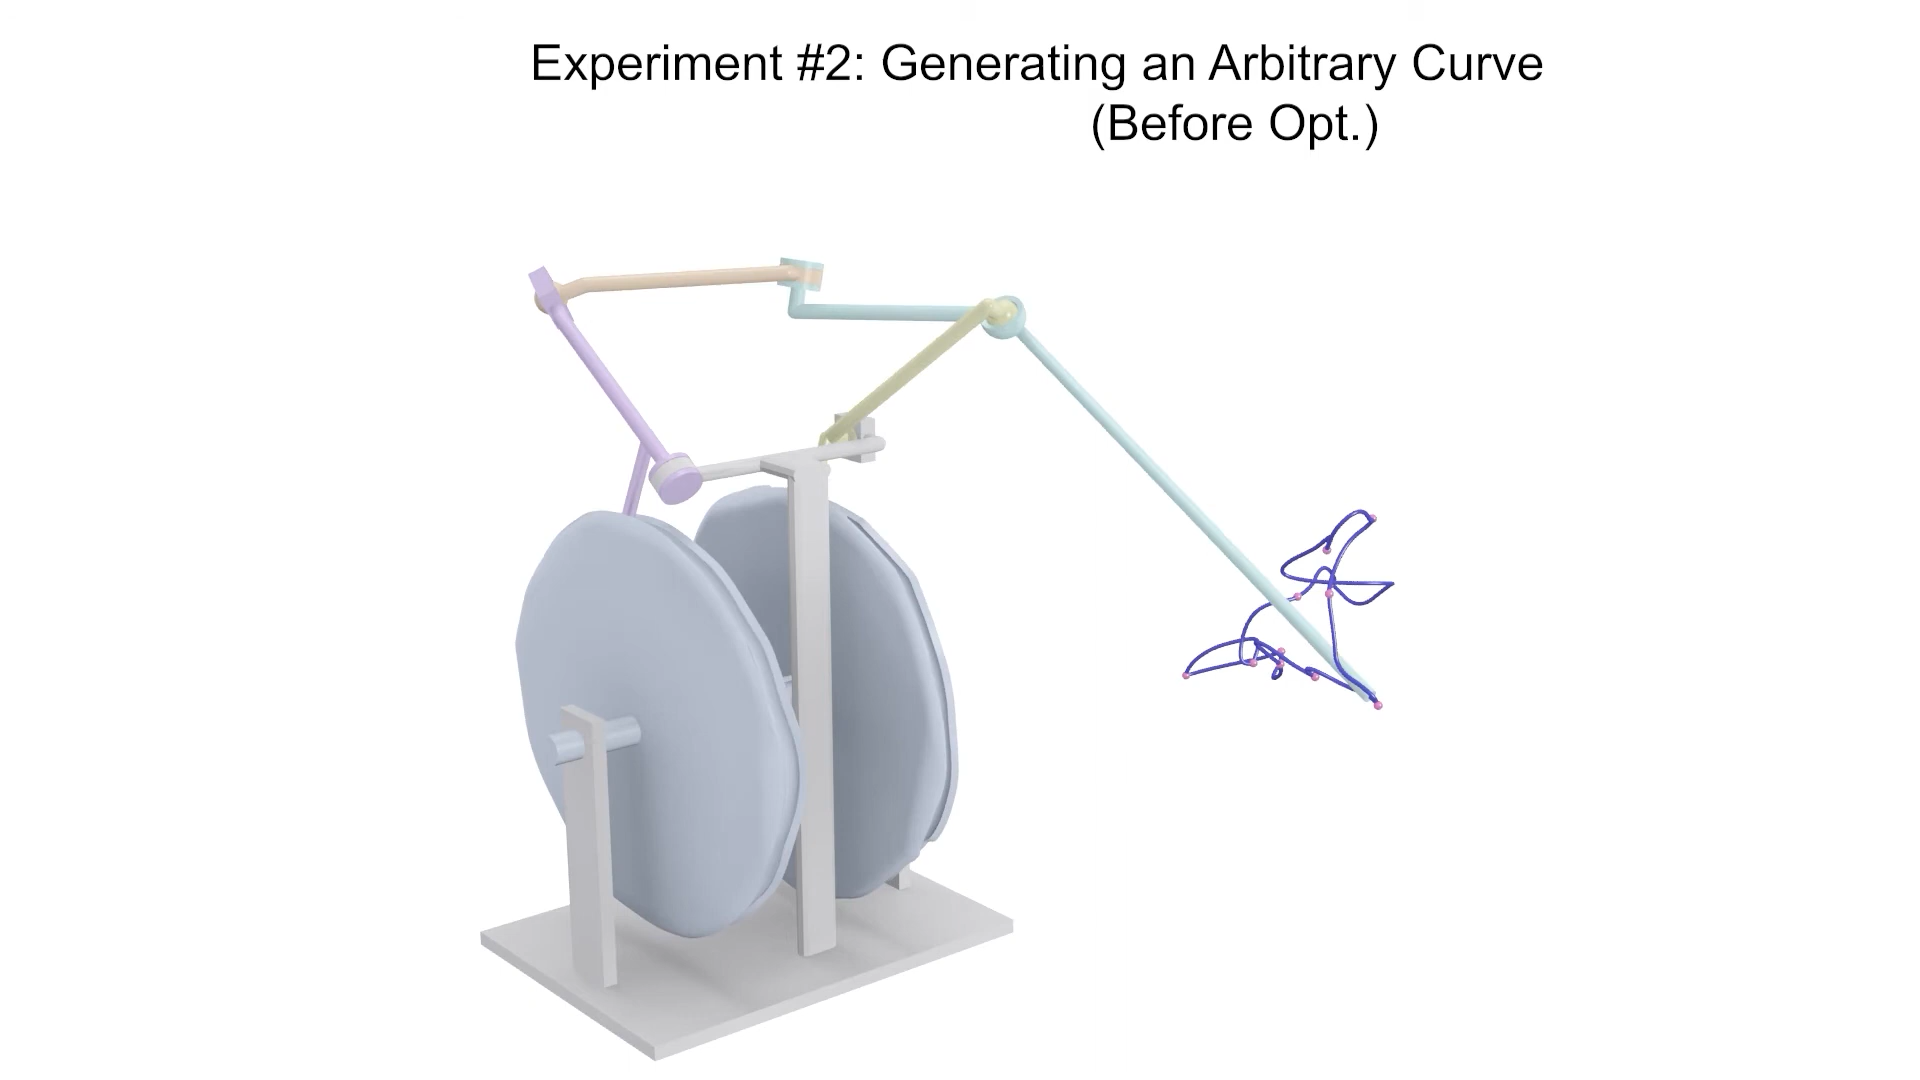 Experiment #2: Generating an Arbitrary Curve
(Before Opt.)